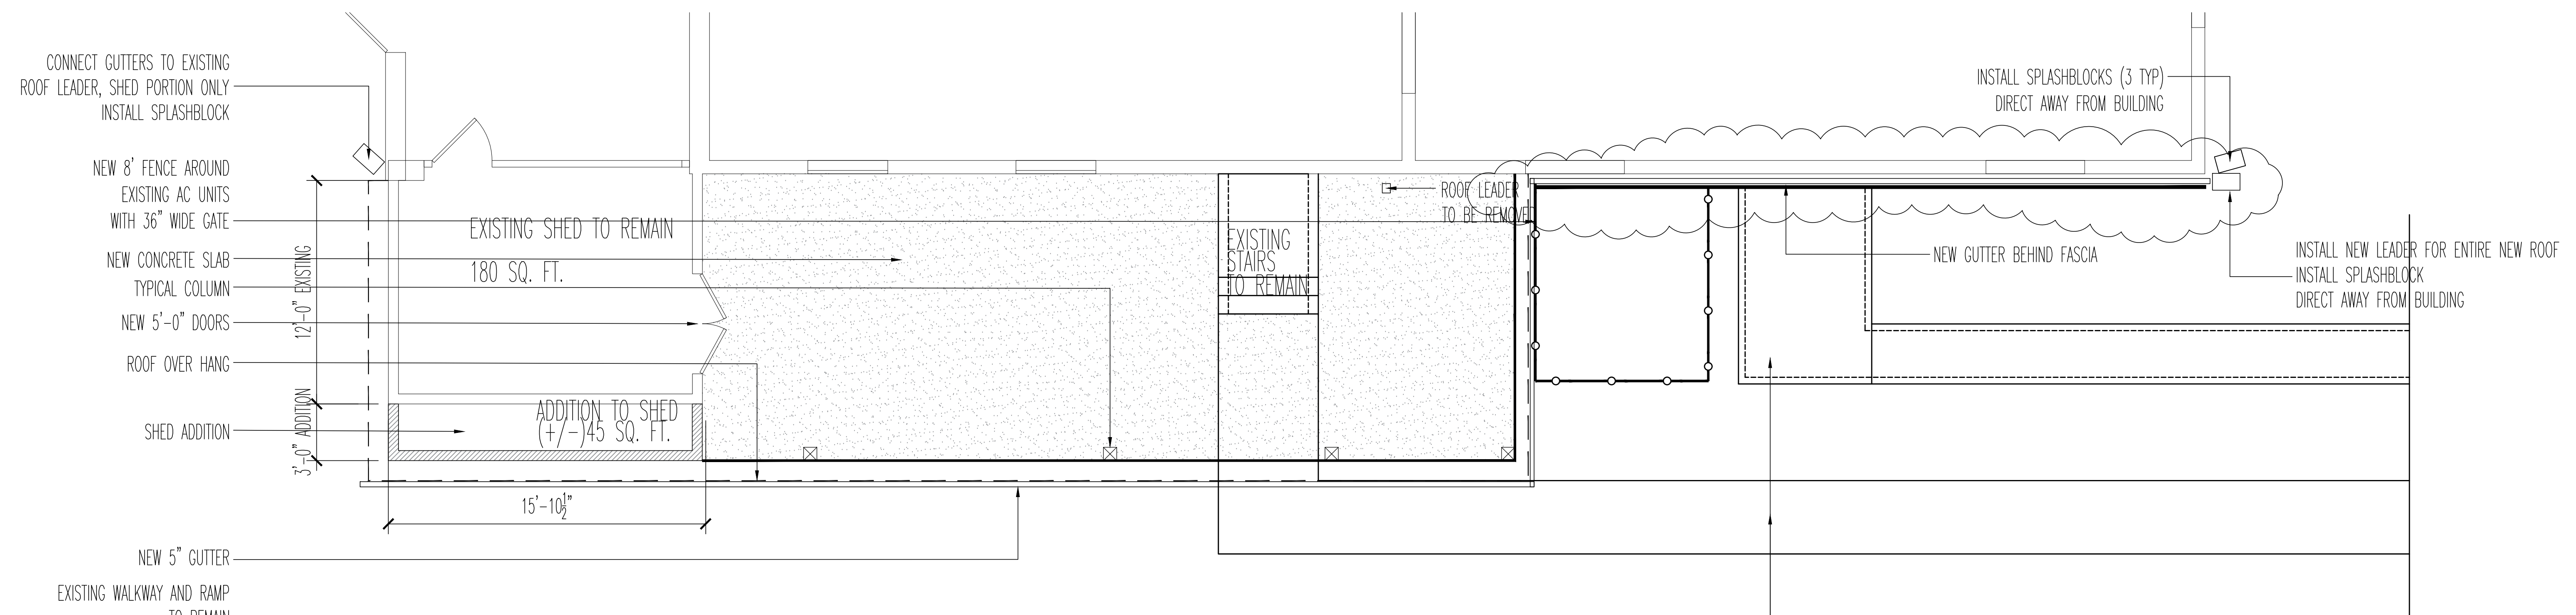 CONNECT GUTTERS TO EXISTING
ROOF LEADER, SHED PORTION ONLY
INSTALL SPLASHBLOCK
NEW 8' FENCE AROUND
EXISTING AC UNITS
WITH 36" WIDE GATE
NEW CONCRETE SLAB
TYPICAL COLUMN
NEW 5'-0" DOORS
ROOF OVER HANG
SHED ADDITION
NEW 5" GUTTER
EXISTING WALKWAY AND RAMP
TO REMAIN
12'-0" EXISTING
3'-0" ADDITION
15'-10½"
EXISTING SHED TO REMAIN
180 SQ. FT.
ADDITION TO SHED
(+/-)45 SQ. FT.
EXISTING
STAIRS
TO REMAIN
ROOF LEADER
TO BE REMOVED
INSTALL SPLASHBLOCKS (3 TYP)
DIRECT AWAY FROM BUILDING
NEW GUTTER BEHIND FASCIA
INSTALL NEW LEADER FOR ENTIRE NEW ROOF
INSTALL SPLASHBLOCK
DIRECT AWAY FROM BUILDING